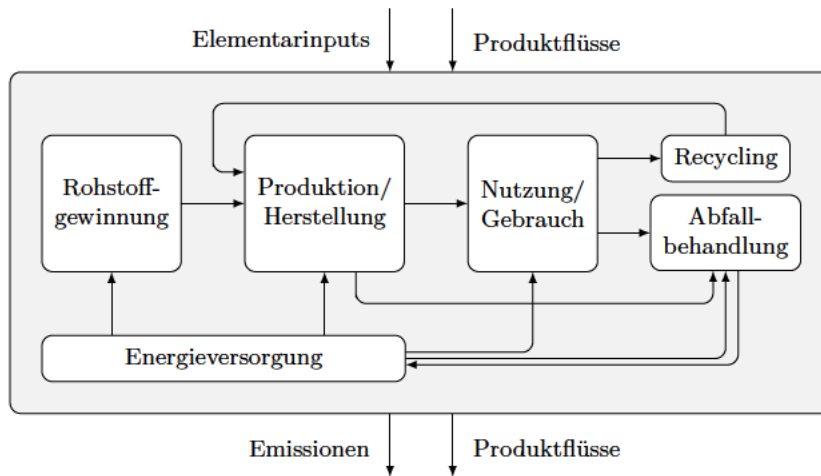 Elementarinputs
Produktflüsse
Rohstoff-
gewinnung
Produktion/
Herstellung
Nutzung/
Gebrauch
Recycling
Abfall-
behandlung
Energieversorgung
Emissionen
Produktflüsse